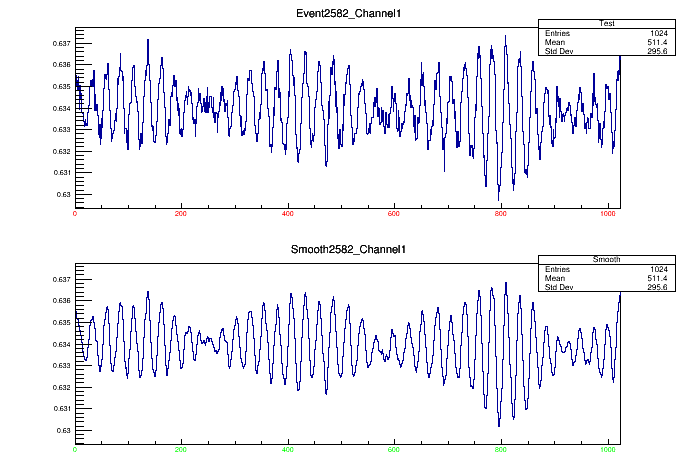 Event2582_Channel1
Test
Entries 1024
Mean 511.4
Std Dev 295.6
0.637
0.636
0.635
0.634
0.633
0.632
0.631
0.63
0 200 400 600 800 1000
Smooth2582_Channel1
Smooth
Entries 1024
Mean 511.4
Std Dev 295.6
0.637
0.636
0.635
0.634
0.633
0.632
0.631
0.63
0 200 400 600 800 1000